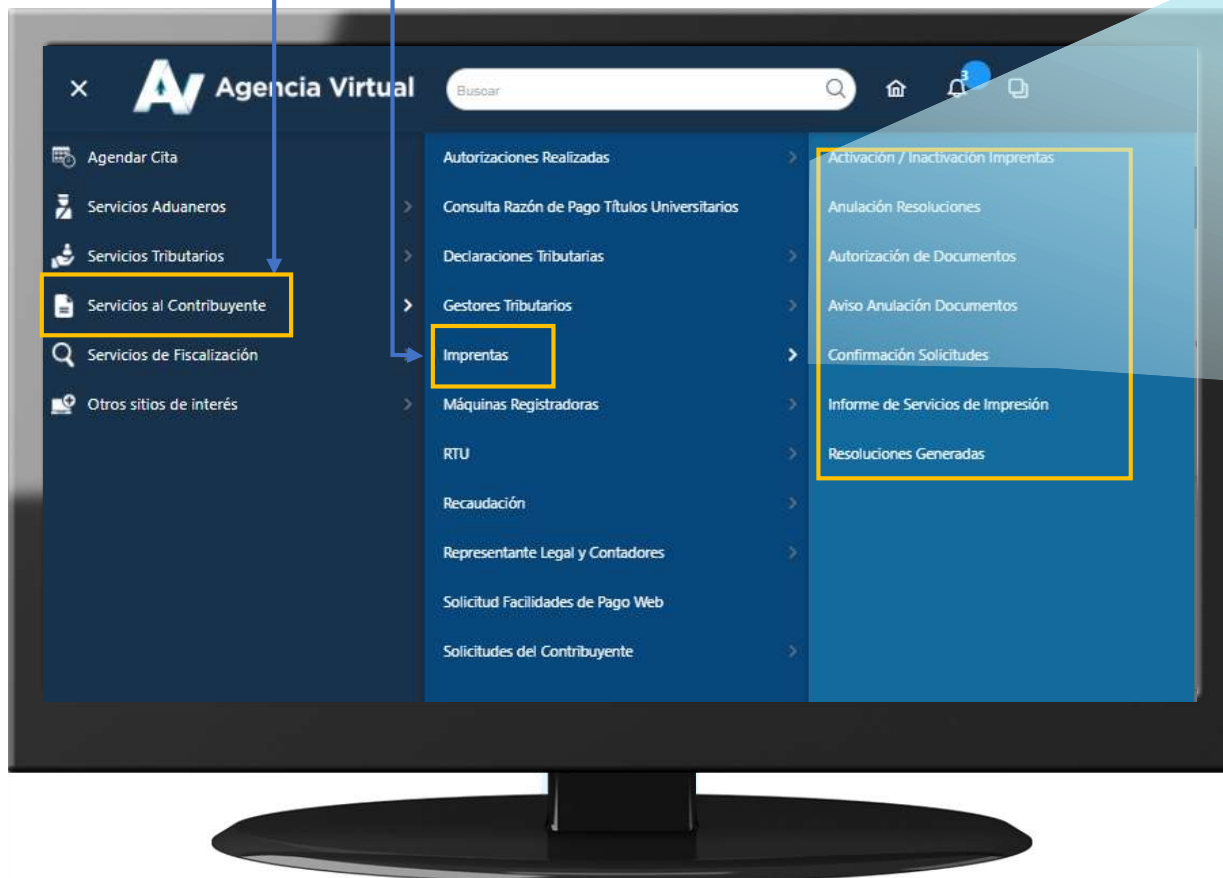 Agencia Virtual
Buscar
3
Agendar Cita
Servicios Aduaneros
Servicios Tributarios
Servicios al Contribuyente
Servicios de Fiscalización
Otros sitios de interés
Autorizaciones Realizadas
Consulta Razón de Pago Títulos Universitarios
Declaraciones Tributarias
Gestores Tributarios
Imprentas
Máquinas Registradoras
RTU
Recaudación
Representante Legal y Contadores
Solicitud Facilidades de Pago Web
Solicitudes del Contribuyente
Activación / Inactivación Imprentas
Anulación Resoluciones
Autorización de Documentos
Aviso Anulación Documentos
Confirmación Solicitudes
Informe de Servicios de Impresión
Resoluciones Generadas